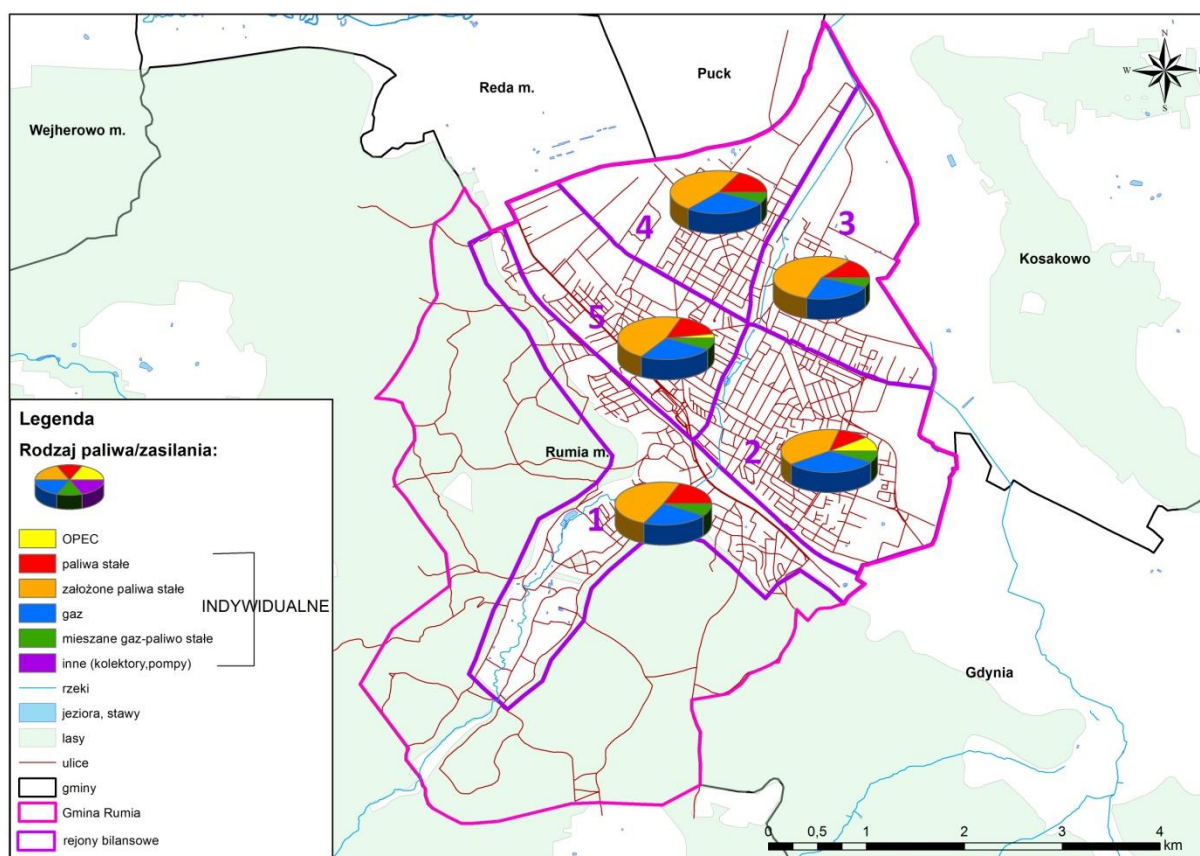 Puck
Reda m.
Wejherowo m.
N
W
E
S
4
3
Kosakowo
5
Rumia m.
2
1
Gdynia
Legenda
Rodzaj paliwa/zasilania:
OPEC
paliwa stałe
założone paliwa stałe
gaz
mieszane gaz-paliwo stałe
inne (kolektory,pompy)
INDYWIDUALNE
rzeki
jeziora, stawy
lasy
ulice
gminy
Gmina Rumia
rejony bilansowe
0 0,5 1 2 3 4
km